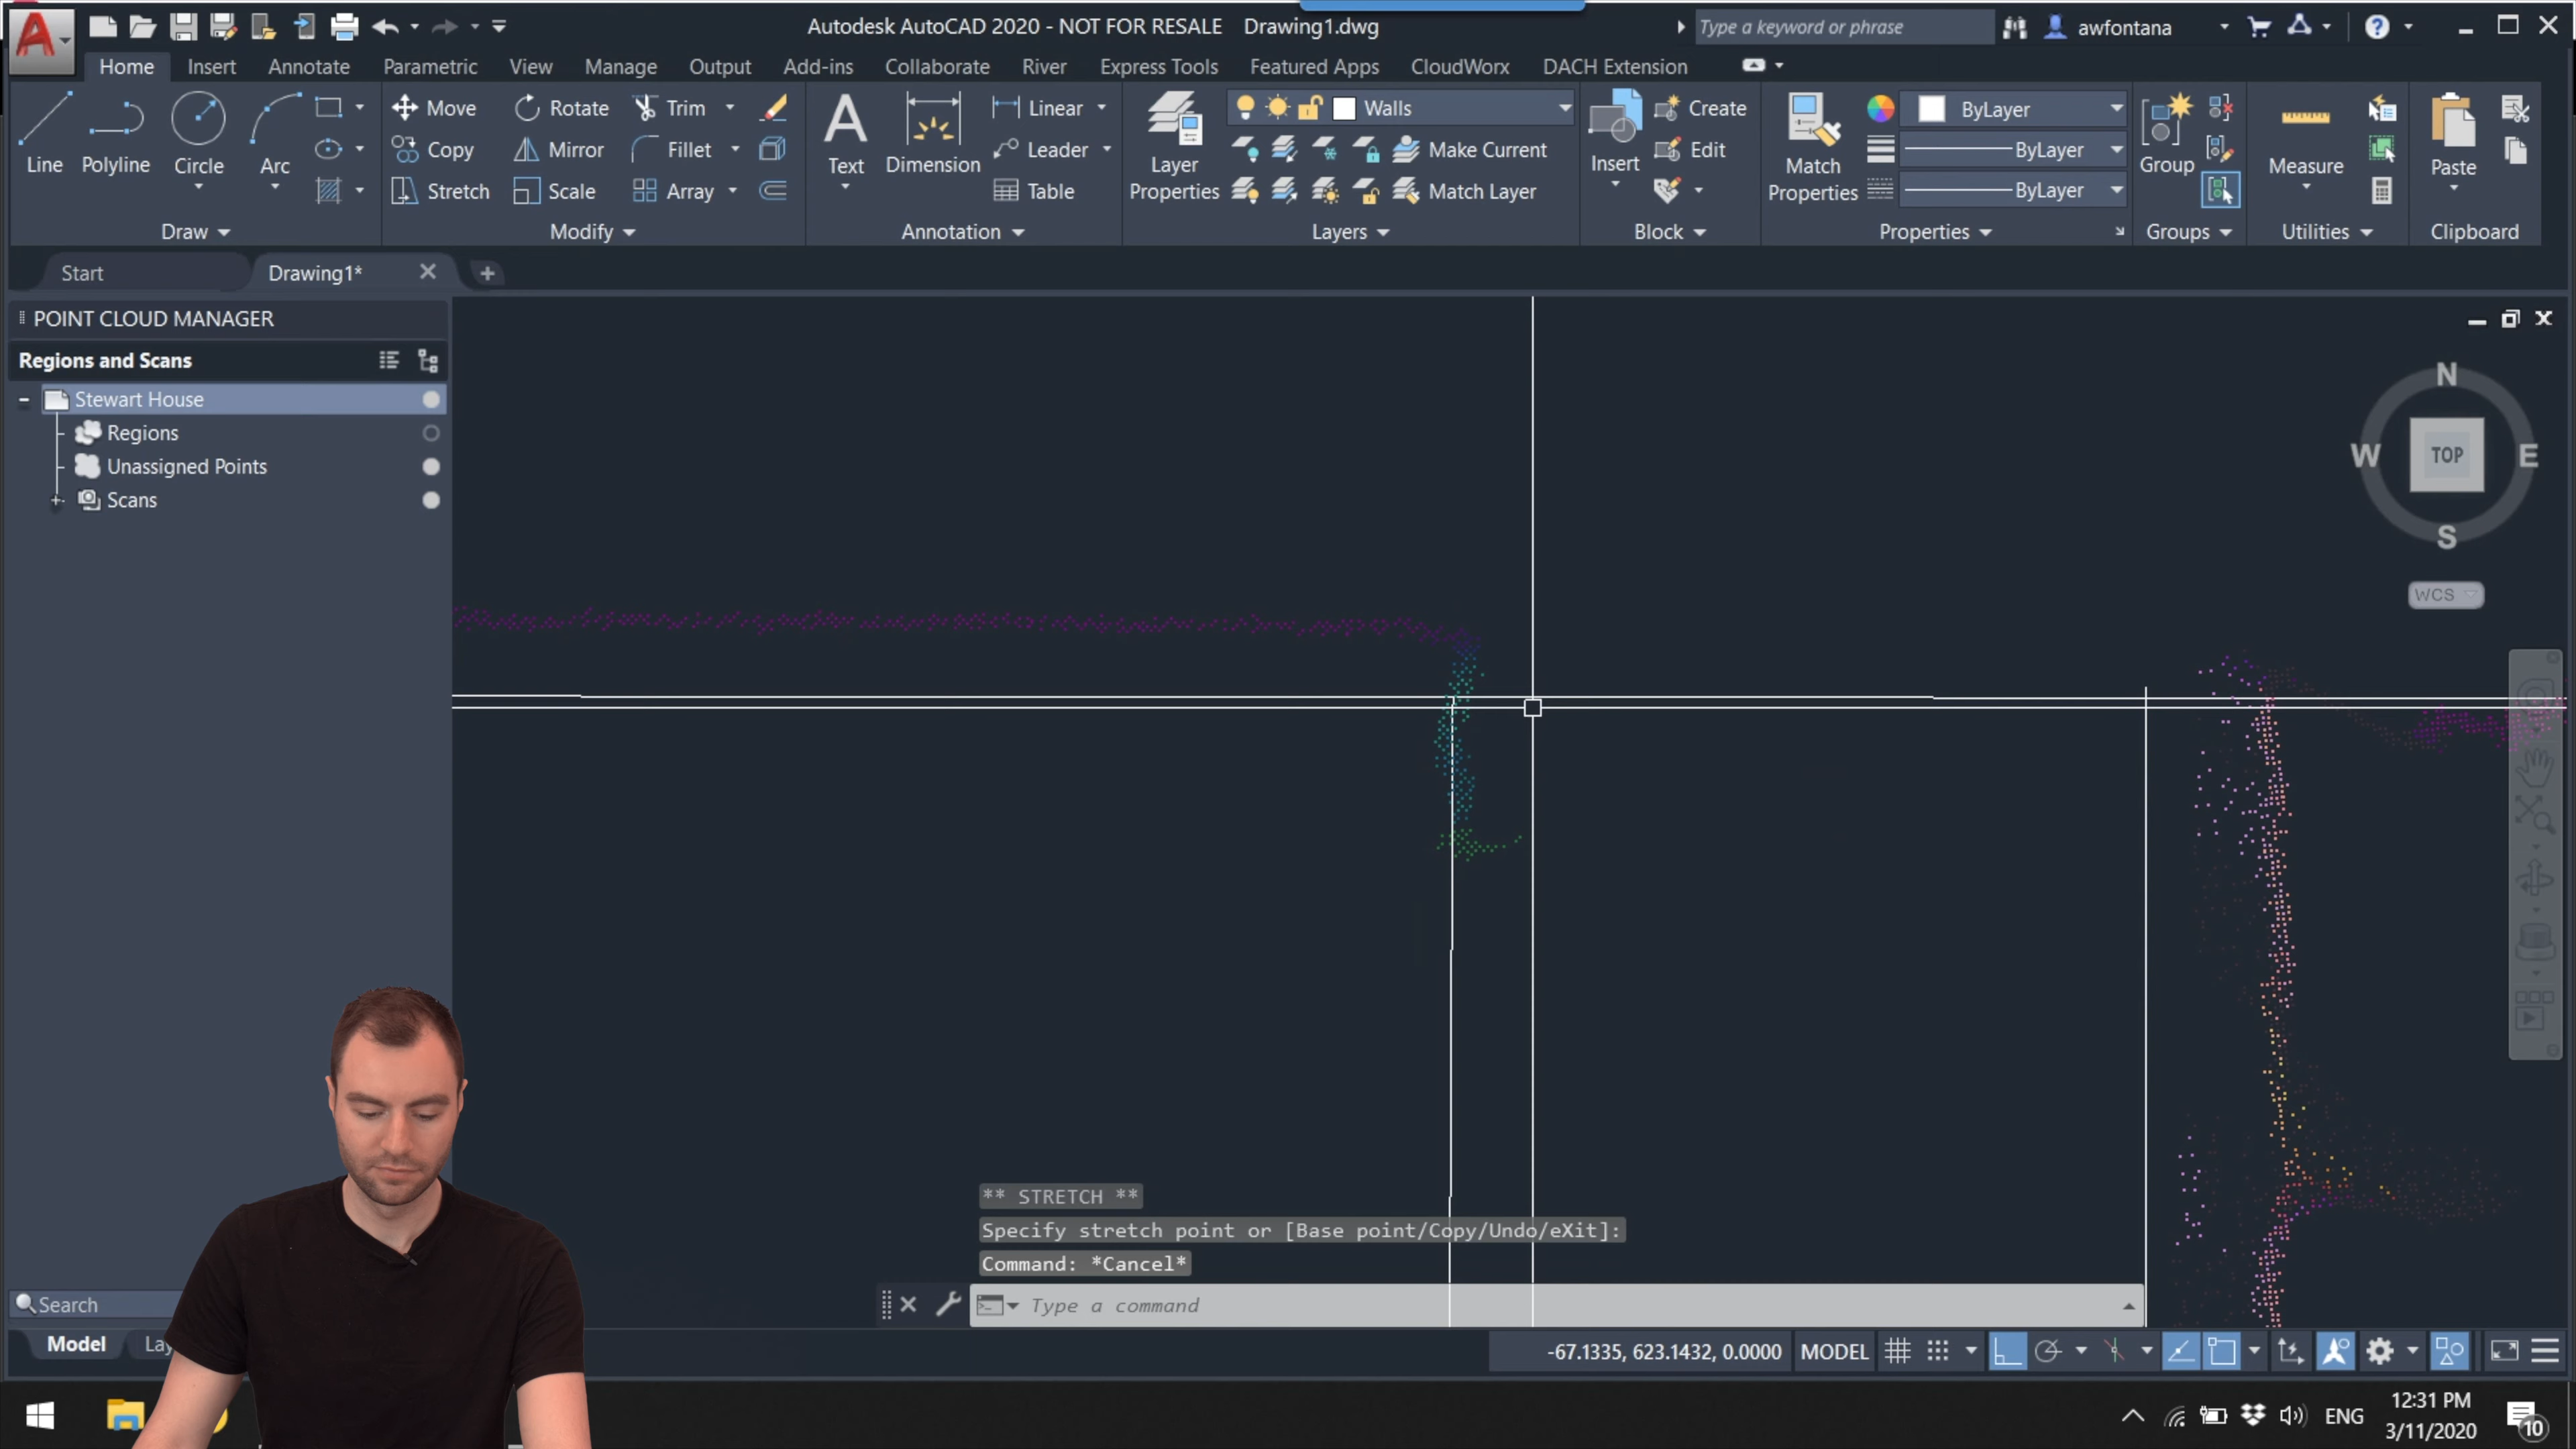 Autodesk AutoCAD 2020 - NOT FOR RESALE Drawing1.dwg
Type a keyword or phrase
awfontana
Home Insert Annotate Parametric View Manage Output Add-ins Collaborate River Express Tools Featured Apps CloudWorx DACH Extension
Line Polyline Circle Arc
Draw
Move Rotate Trim
Copy Mirror Fillet
Stretch Scale Array
Modify
Text Dimension
Linear
Leader
Table
Annotation
Layer Properties
Walls
Make Current
Match Layer
Layers
Insert
Create
Edit
Block
Match Properties
ByLayer
ByLayer
ByLayer
Properties
Group
Groups
Measure
Utilities
Paste
Clipboard
Start Drawing1*
POINT CLOUD MANAGER
Regions and Scans
Stewart House
Regions
Unassigned Points
Scans
N
W TOP E
S
WCS
** STRETCH **
Specify stretch point or [Base point/Copy/Undo/eXit]:
Command: *Cancel*
Type a command
Search
Model Lay
-67.1335, 623.1432, 0.0000 MODEL
ENG
12:31 PM
3/11/2020
10